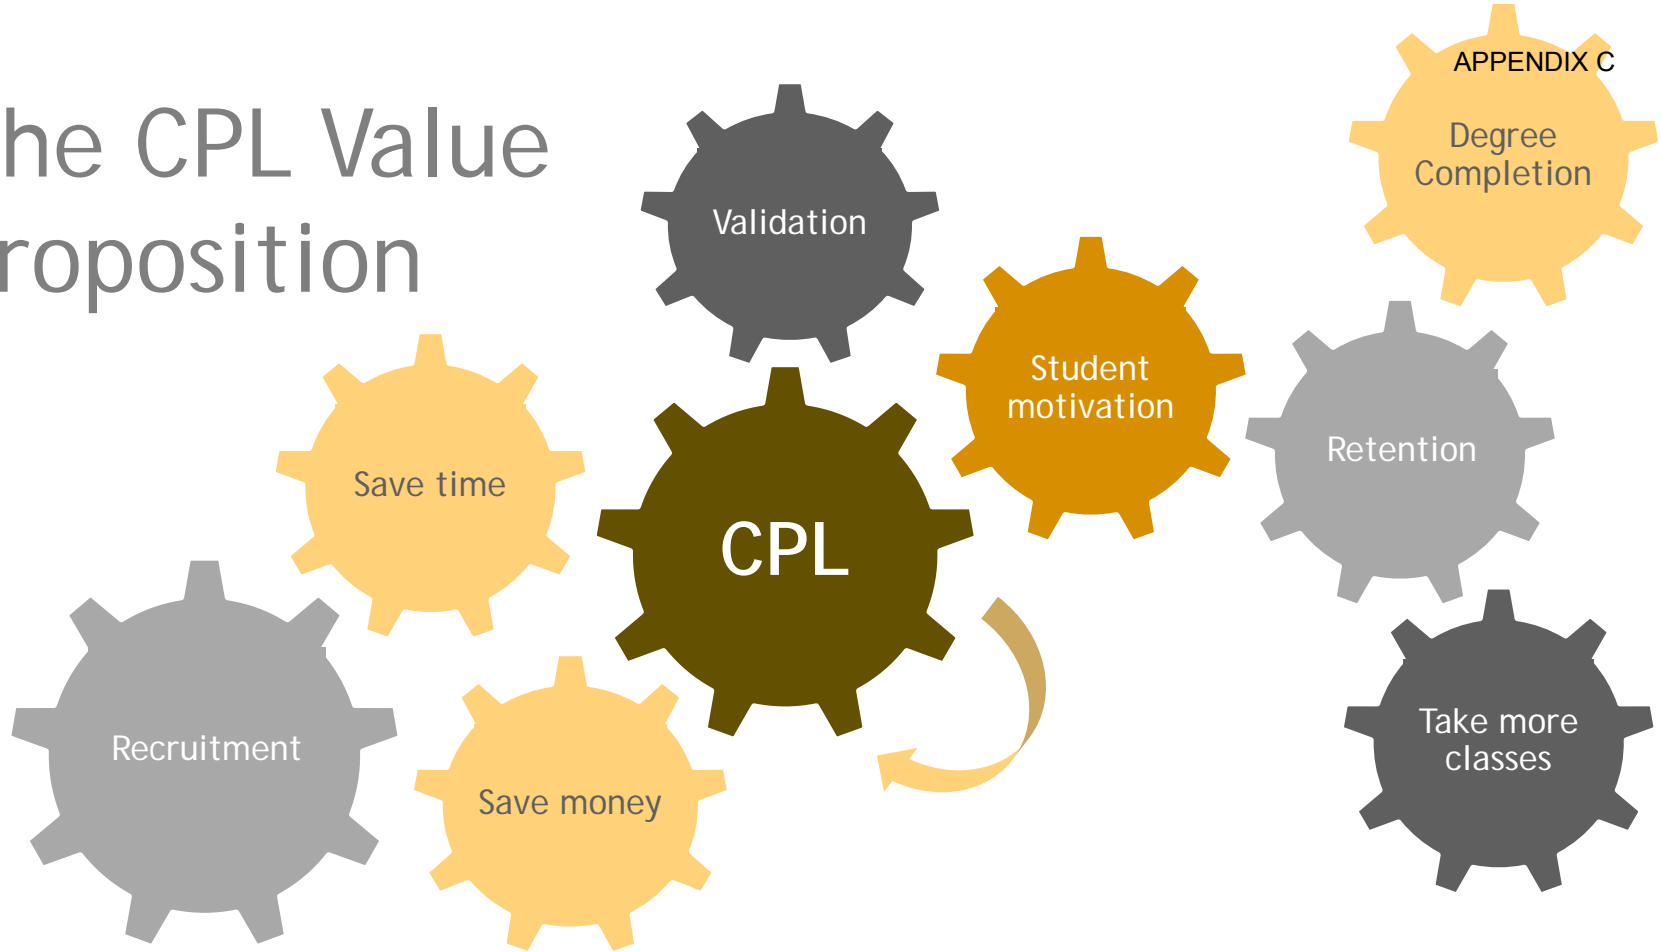 APPENDIX C
he CPL Value
roposition
Validation
Degree
Completion
Student
motivation
Retention
Save time
CPL
Recruitment
Save money
Take more
classes